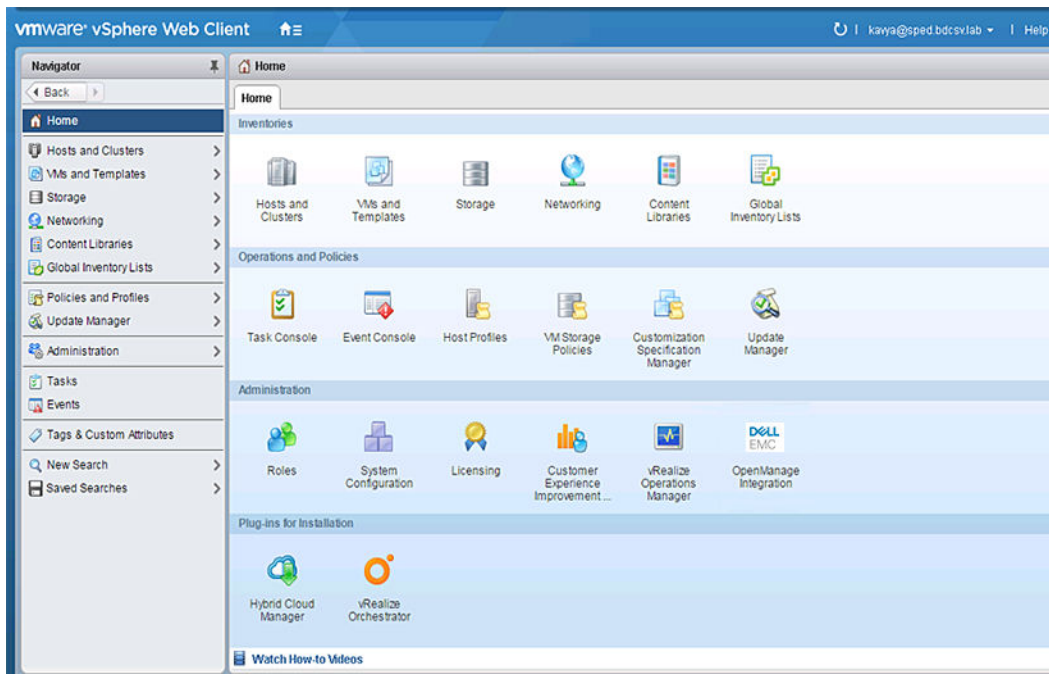 vmware® vSphere Web Client
kavya@sped.bdcsv.lab
Help
Navigator
Back
Home
Hosts and Clusters
VMs and Templates
Storage
Networking
Content Libraries
Global Inventory Lists
Policies and Profiles
Update Manager
Administration
Tasks
Events
Tags & Custom Attributes
New Search
Saved Searches
Home
Home
Inventories
Hosts and
Clusters
VMs and
Templates
Storage
Networking
Content
Libraries
Global
Inventory Lists
Operations and Policies
Task Console
Event Console
Host Profiles
VM Storage
Policies
Customization
Specification
Manager
Update
Manager
Administration
Roles
System
Configuration
Licensing
Customer
Experience
Improvement ...
vRealize
Operations
Manager
DELL
EMC
OpenManage
Integration
Plug-ins for Installation
Hybrid Cloud
Manager
vRealize
Orchestrator
Watch How-to Videos